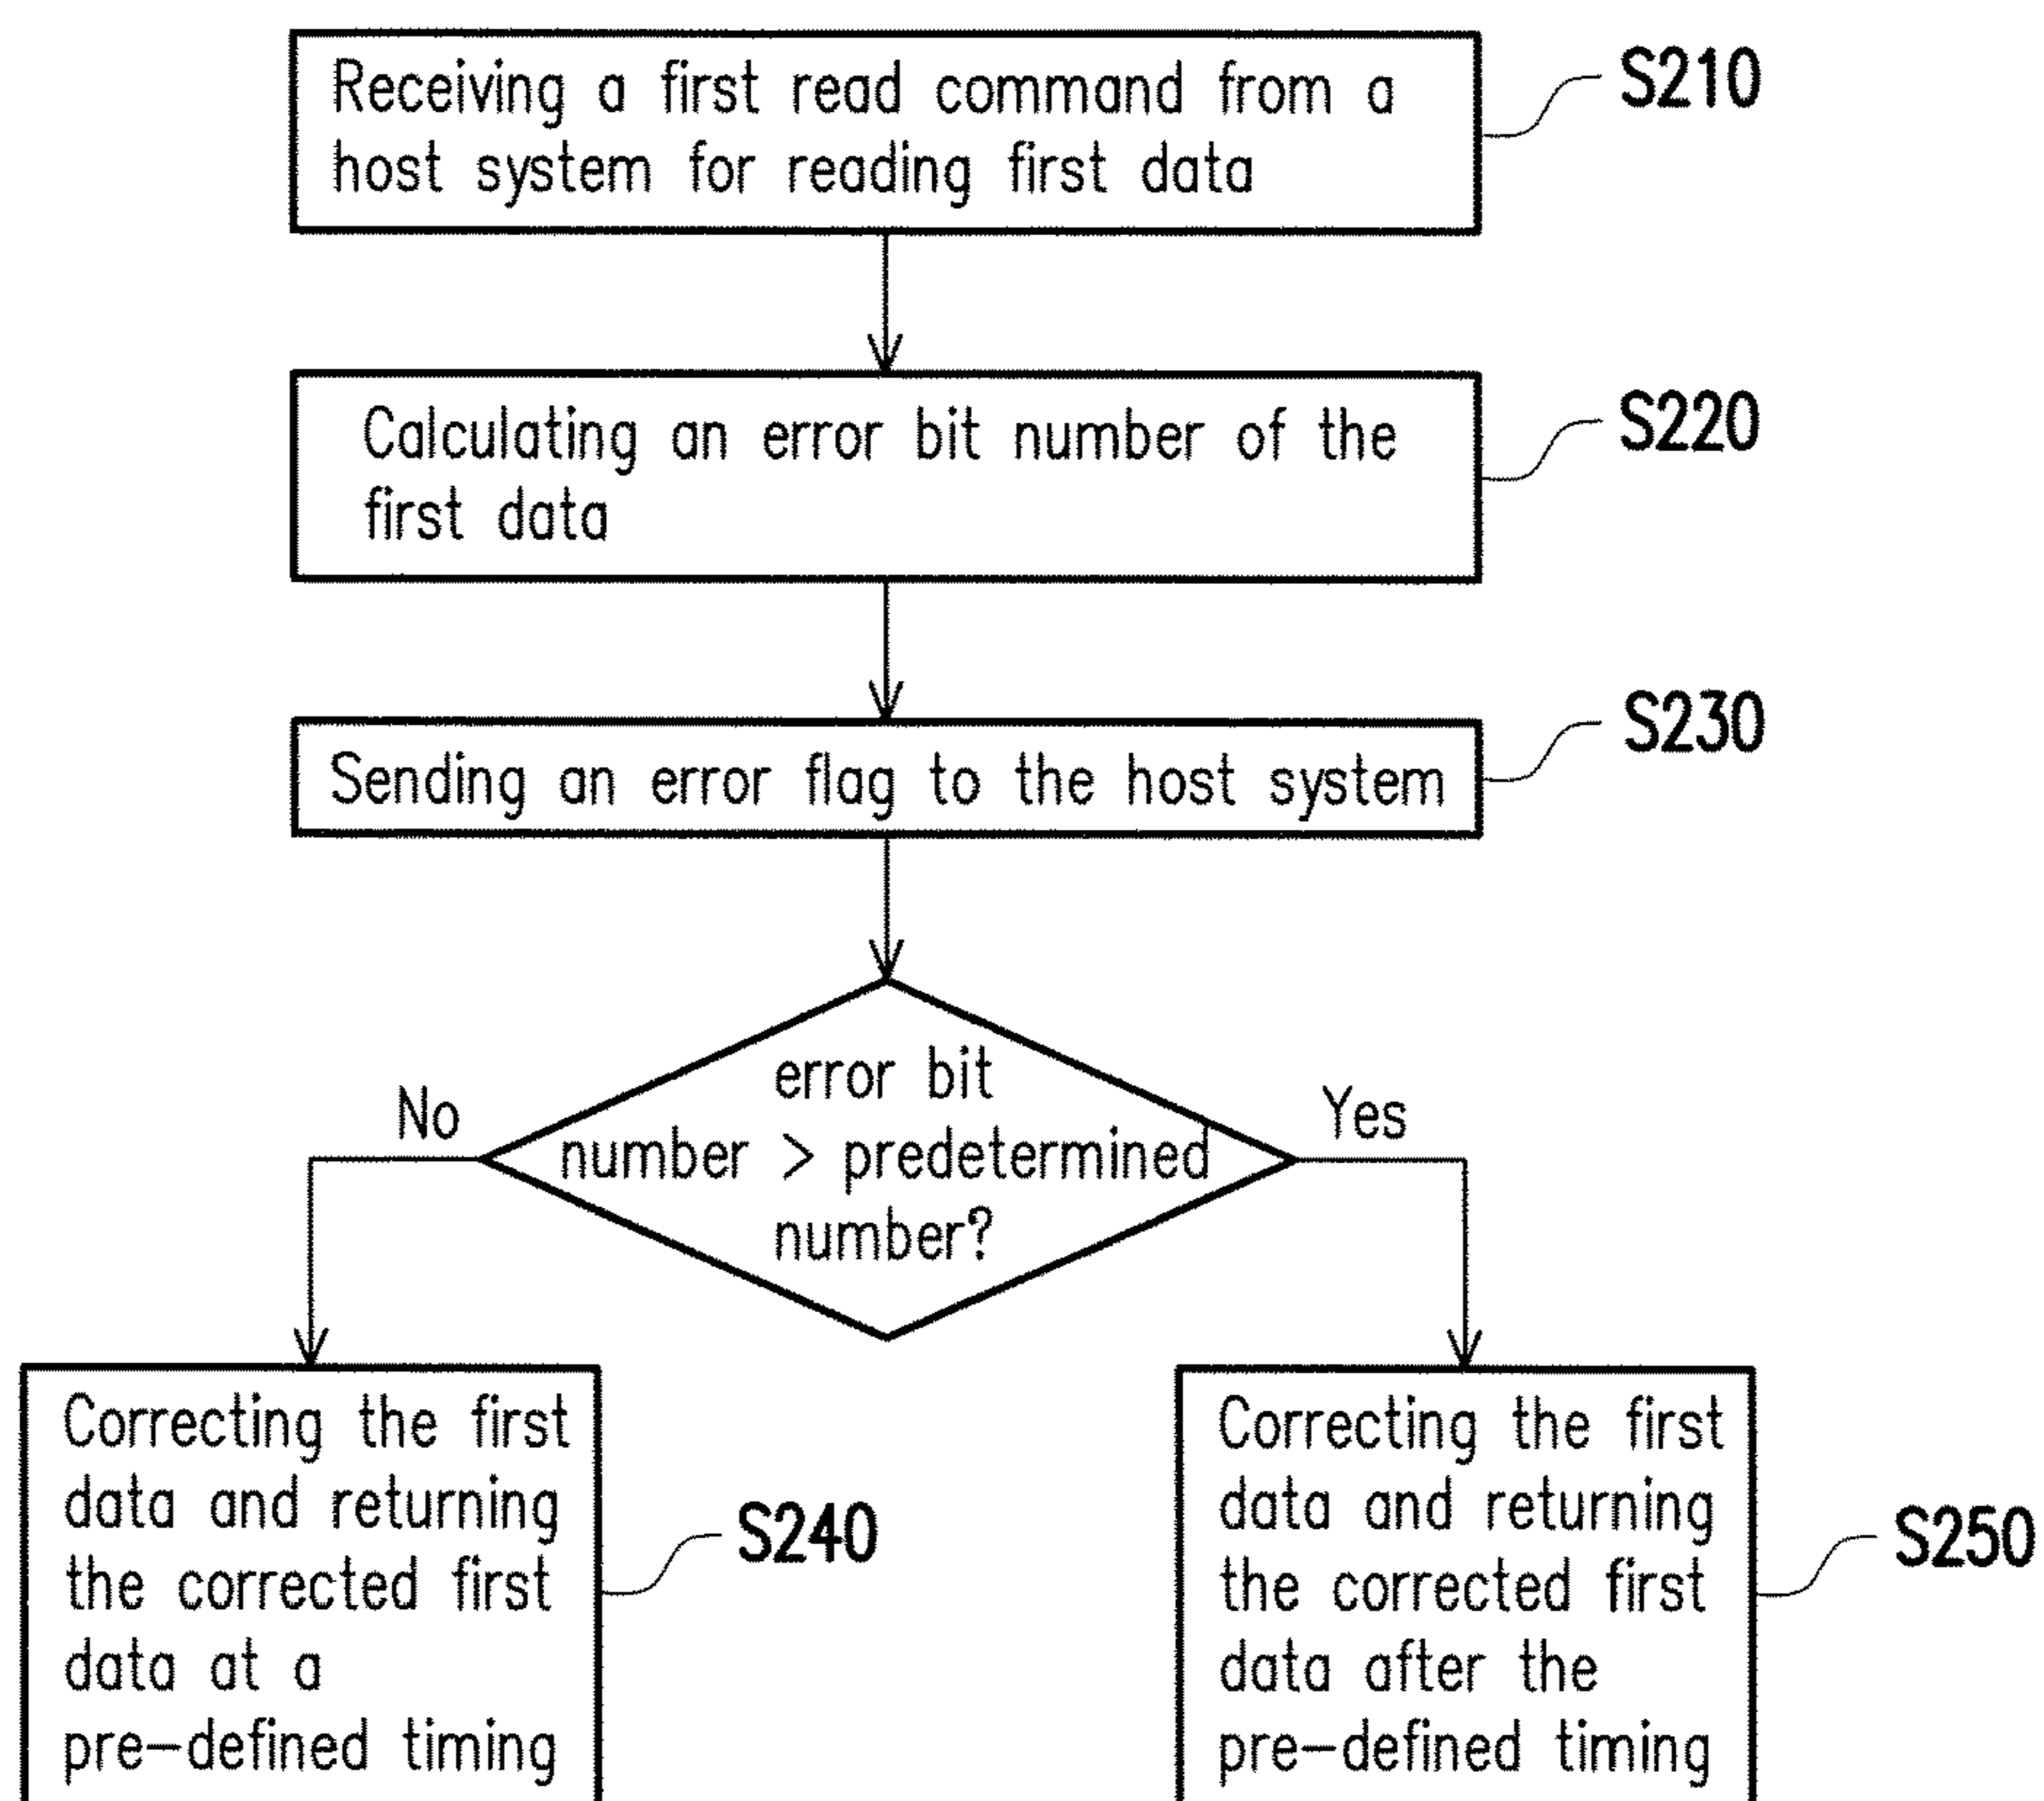 Receiving a first read command from a
host system for reading first data
S210
Calculating an error bit number of the
first data
S220
Sending an error flag to the host system
S230
error bit
number > predetermined
number?
No
Yes
Correcting the first
data and returning
the corrected first
data at a
pre-defined timing
S240
Correcting the first
data and returning
the corrected first
data after the
pre-defined timing
S250